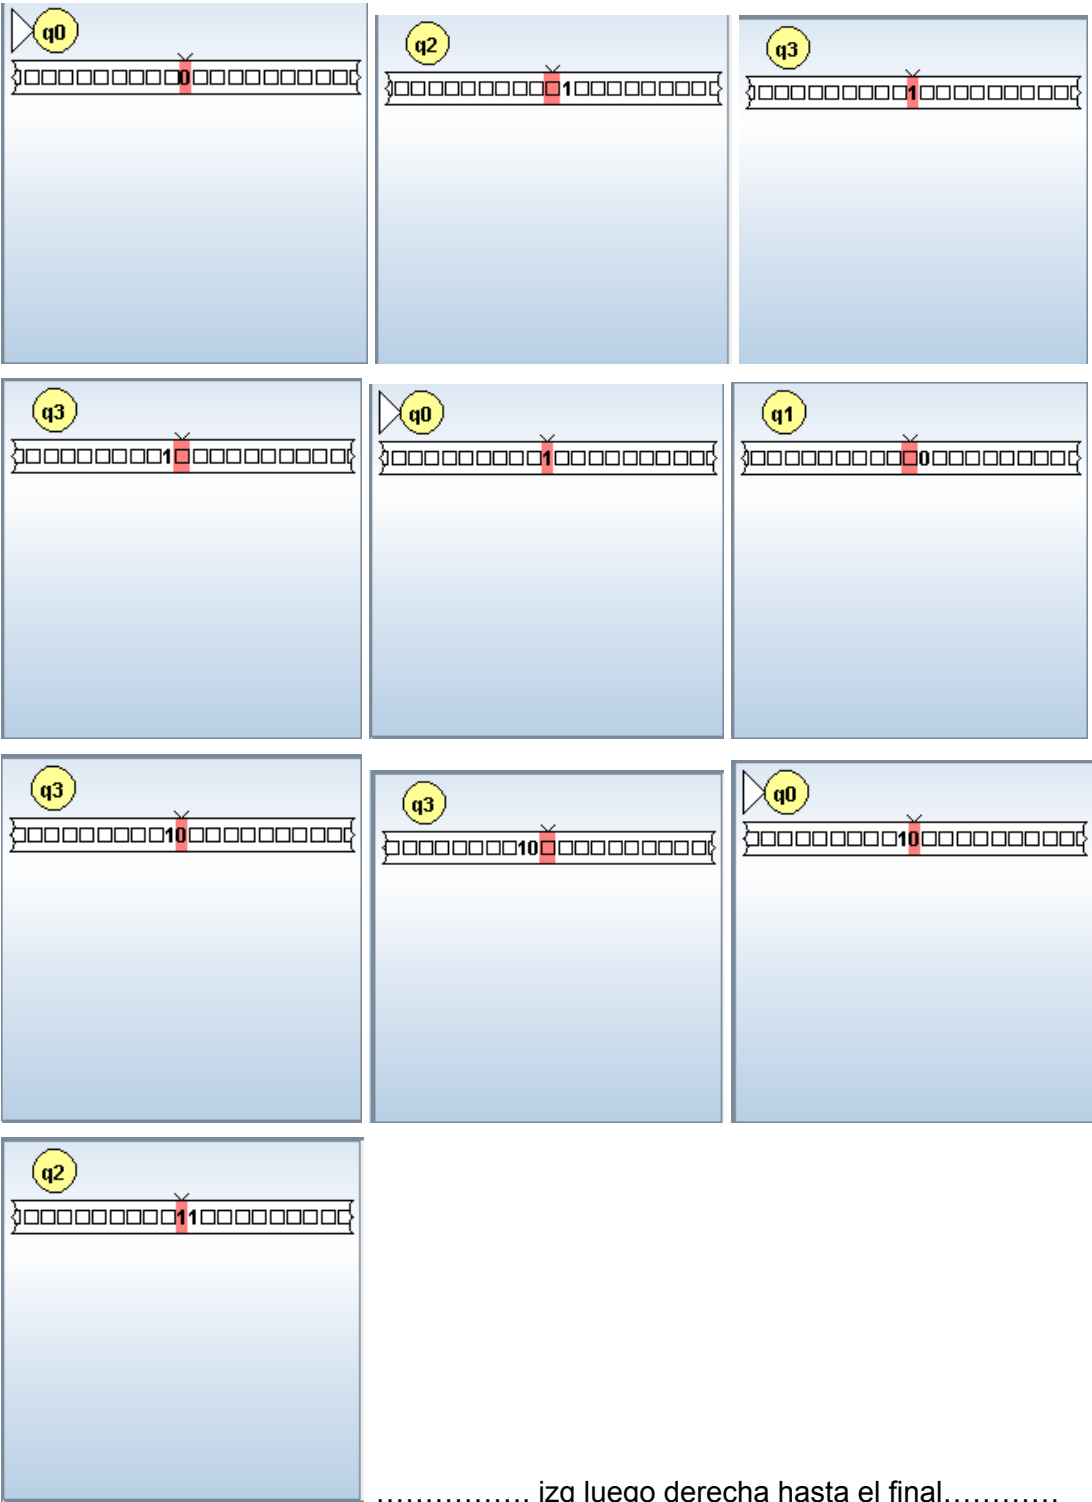 q0
0
q2
1
q3
1
q3
1
q0
1
q1
0
q3
10
q3
10
q0
10
q2
11
................ izq luego derecha hasta el final............